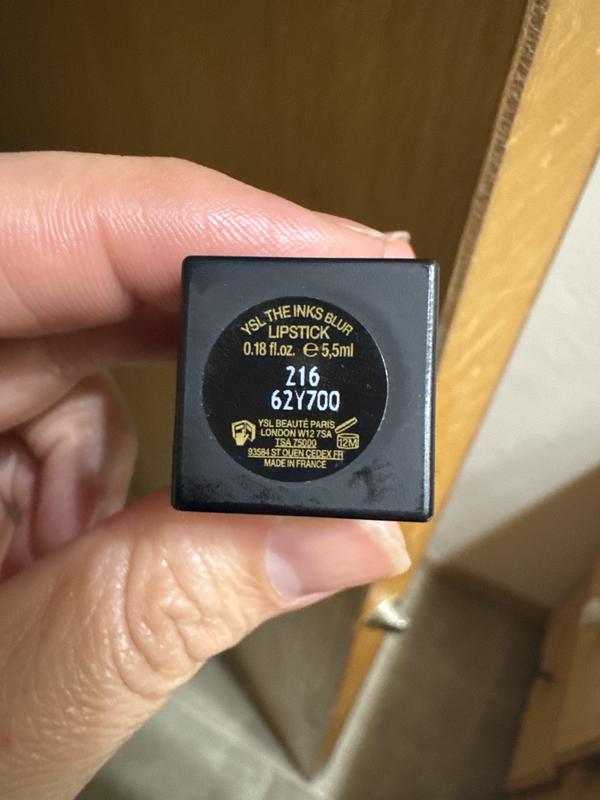 YSL THE INKS BLUR
LIPSTICK
0.18 fl.oz. ℮ 5,5ml
216
62Y700
YSL BEAUTÉ PARIS
LONDON W12 7SA
TSA 75000
93584 ST OUEN CEDEX FR
MADE IN FRANCE
12M